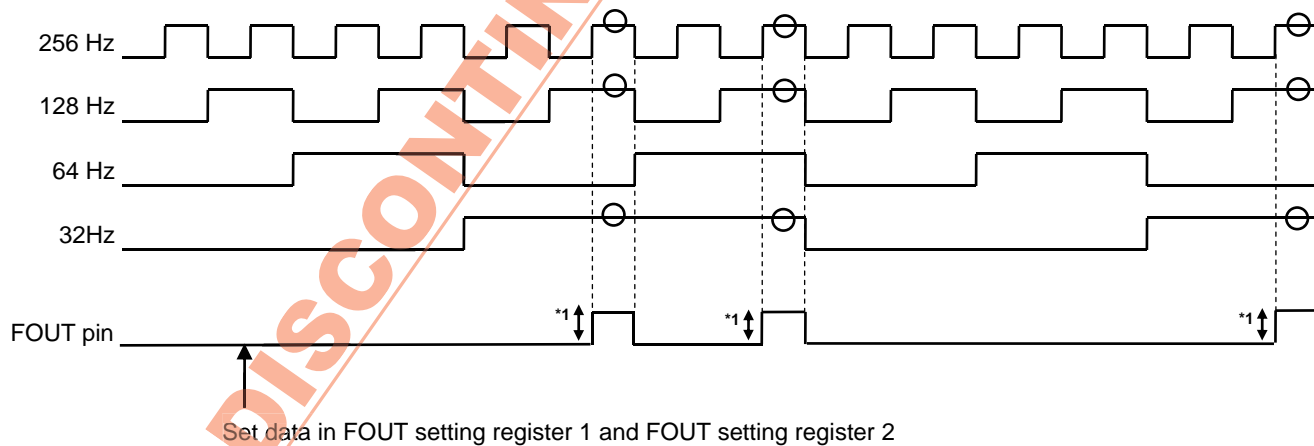 256 Hz
128 Hz
64 Hz
32Hz
FOUT pin
*1
*1
*1
Set data in FOUT setting register 1 and FOUT setting register 2
DISCONTIN